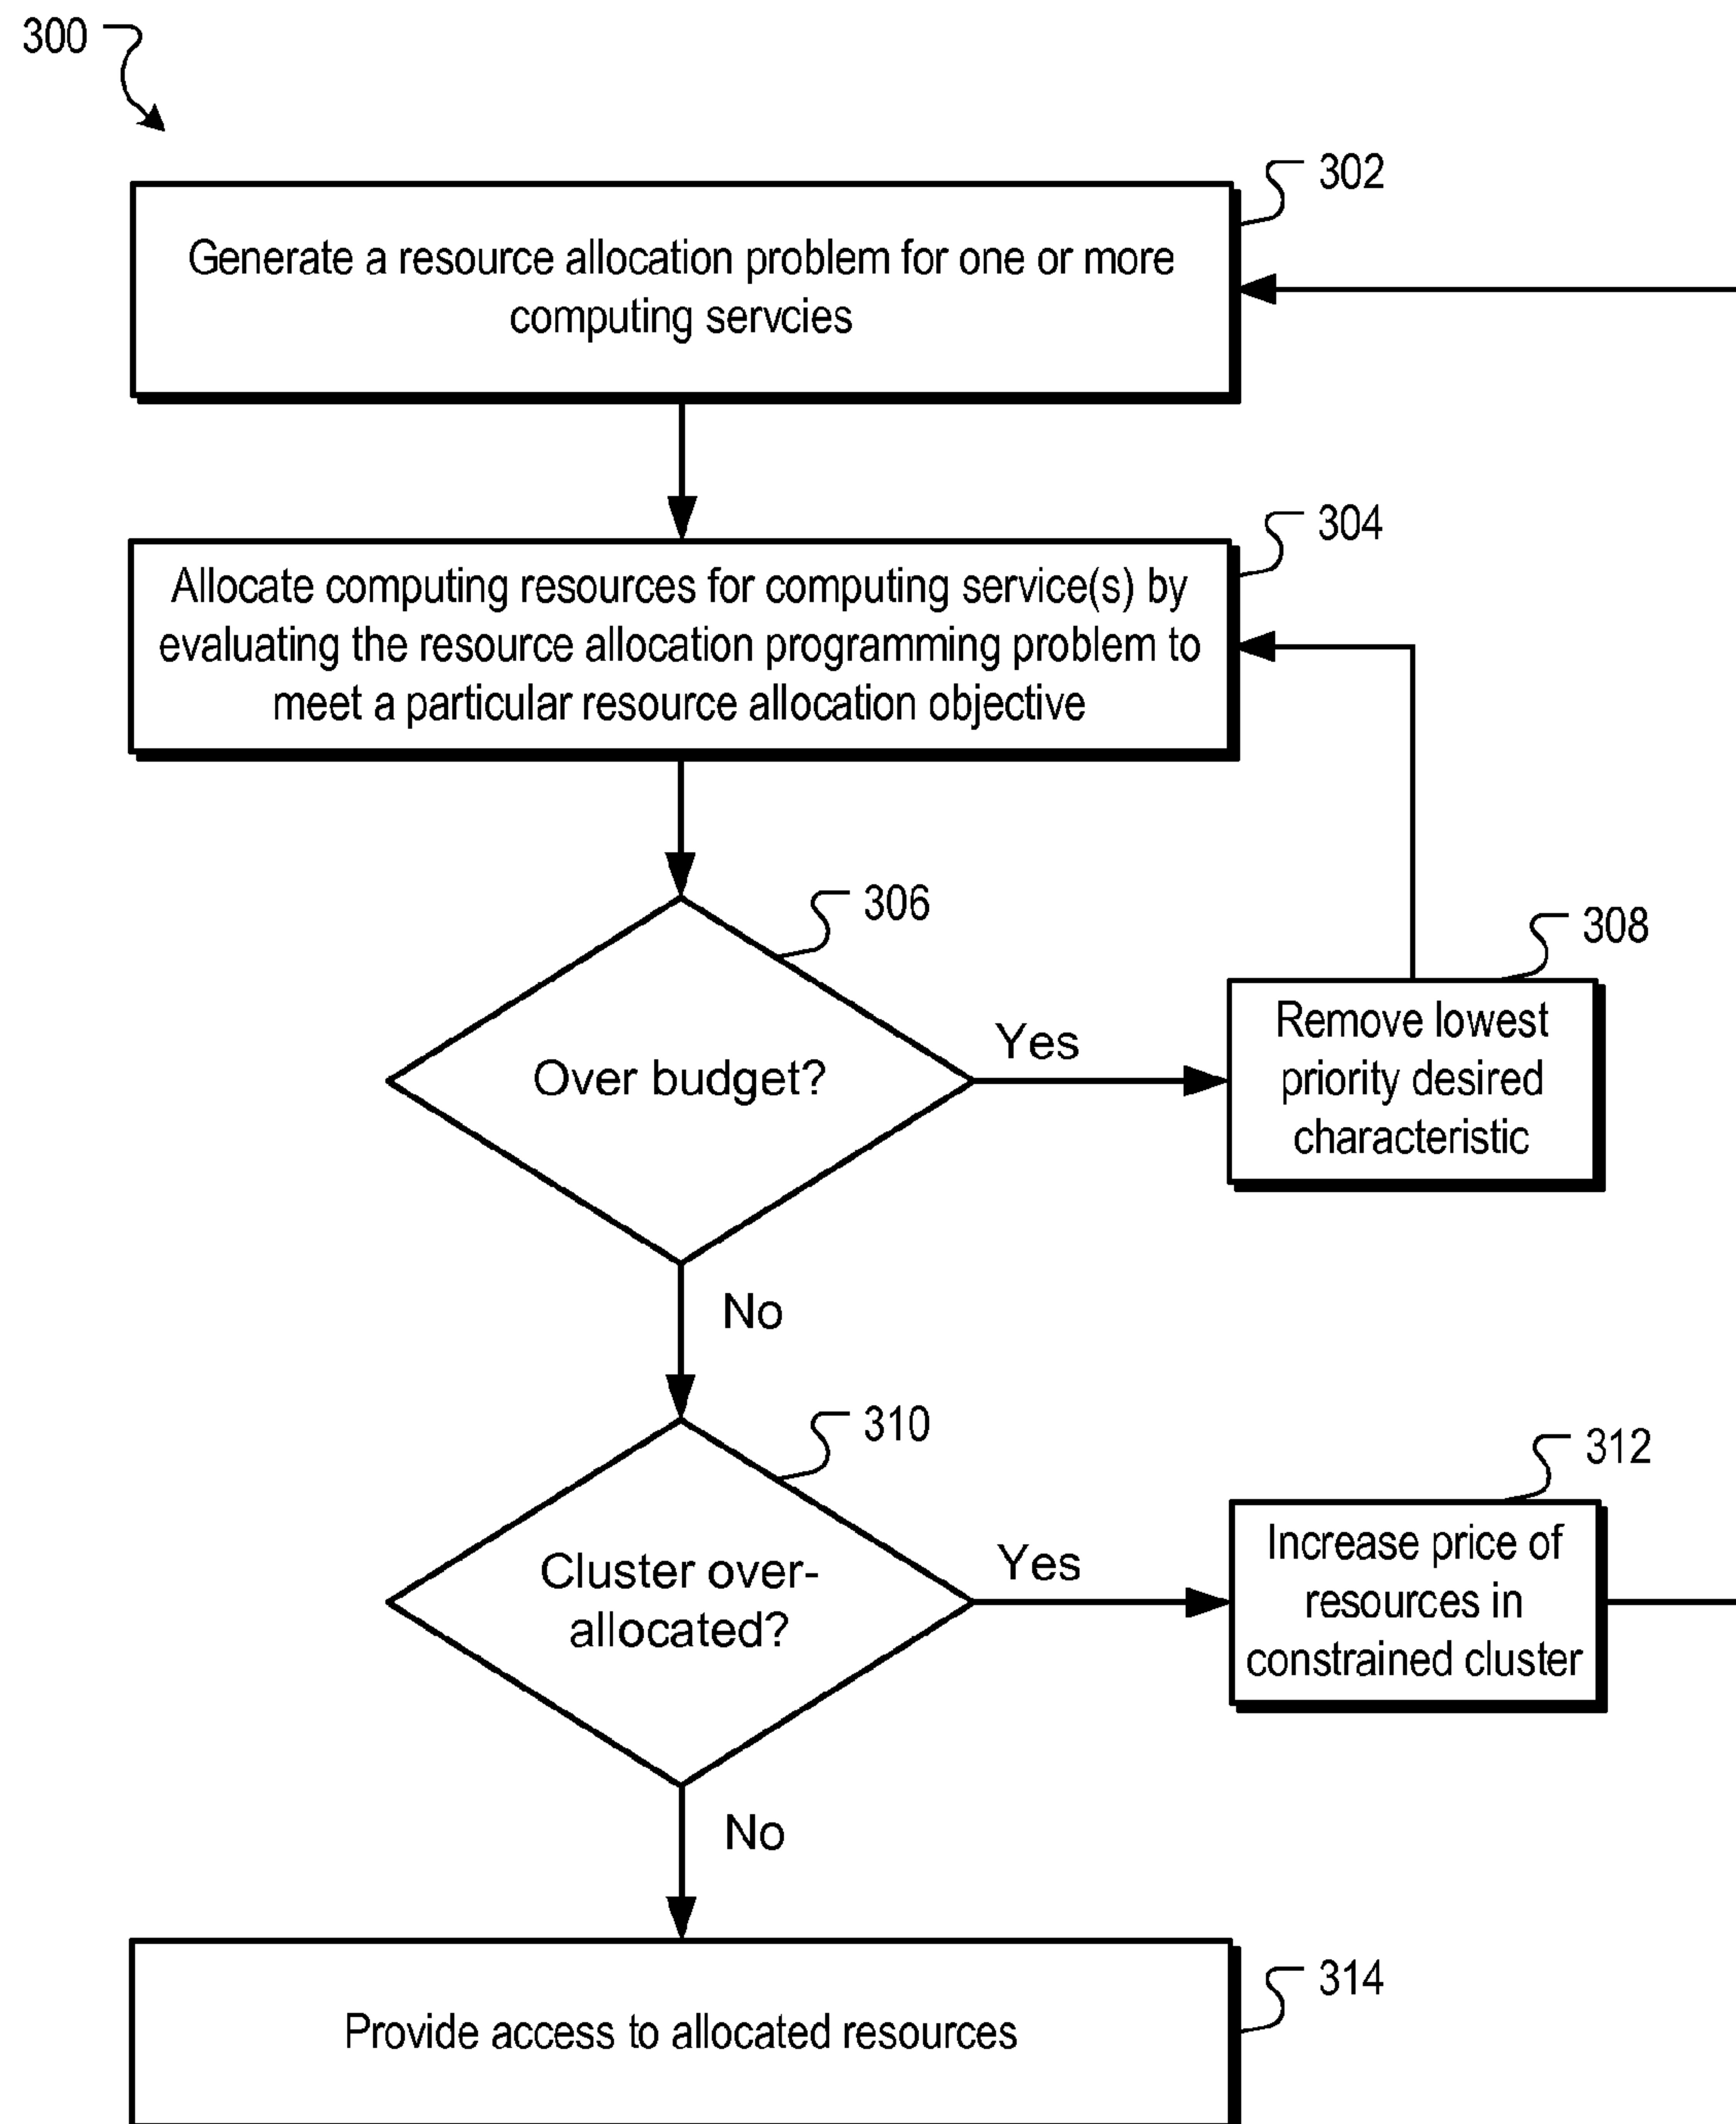 300
302
Generate a resource allocation problem for one or more
computing servcies
304
Allocate computing resources for computing service(s) by
evaluating the resource allocation programming problem to
meet a particular resource allocation objective
306
308
Over budget?
Yes
Remove lowest
priority desired
characteristic
No
310
312
Cluster over-
allocated?
Yes
Increase price of
resources in
constrained cluster
No
314
Provide access to allocated resources